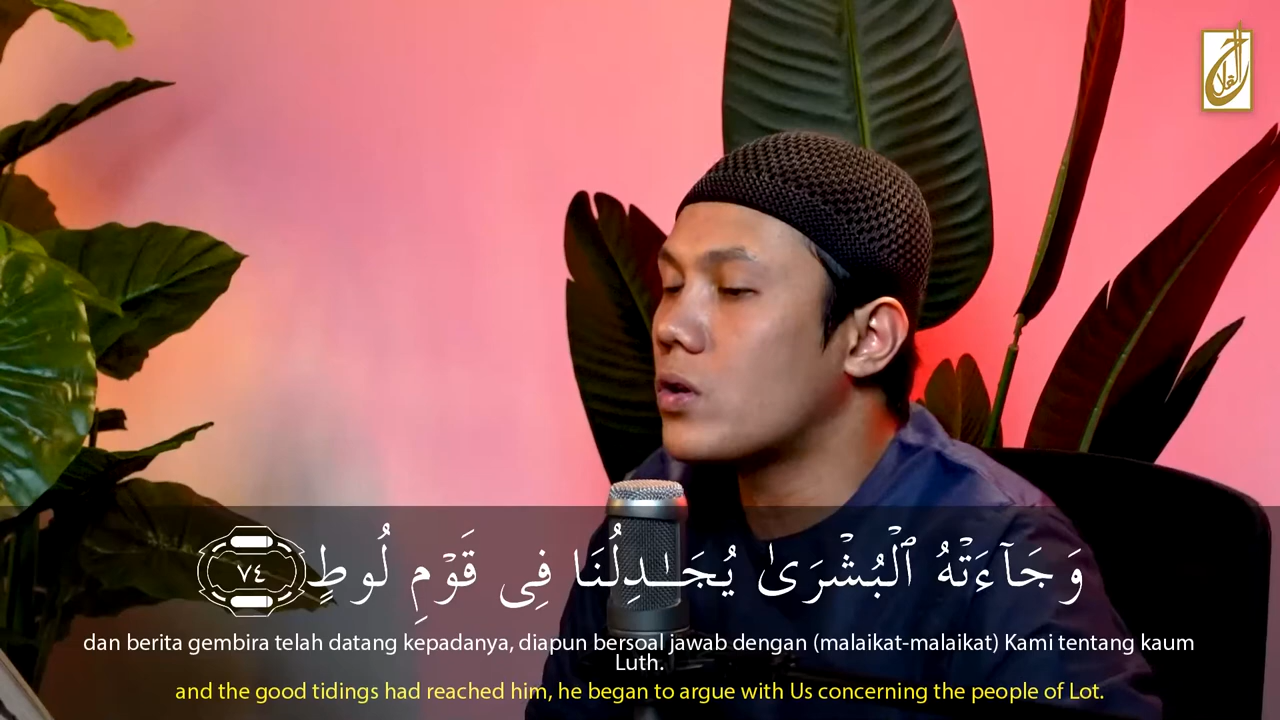 وَجَآءَتْهُ ٱلْبُشْرَىٰ يُجَـٰدِلُنَا فِى قَوْمِ لُوطٍ ٧٤
dan berita gembira telah datang kepadanya, diapun bersoal jawab dengan (malaikat-malaikat) Kami tentang kaum
Luth.
and the good tidings had reached him, he began to argue with Us concerning the people of Lot.